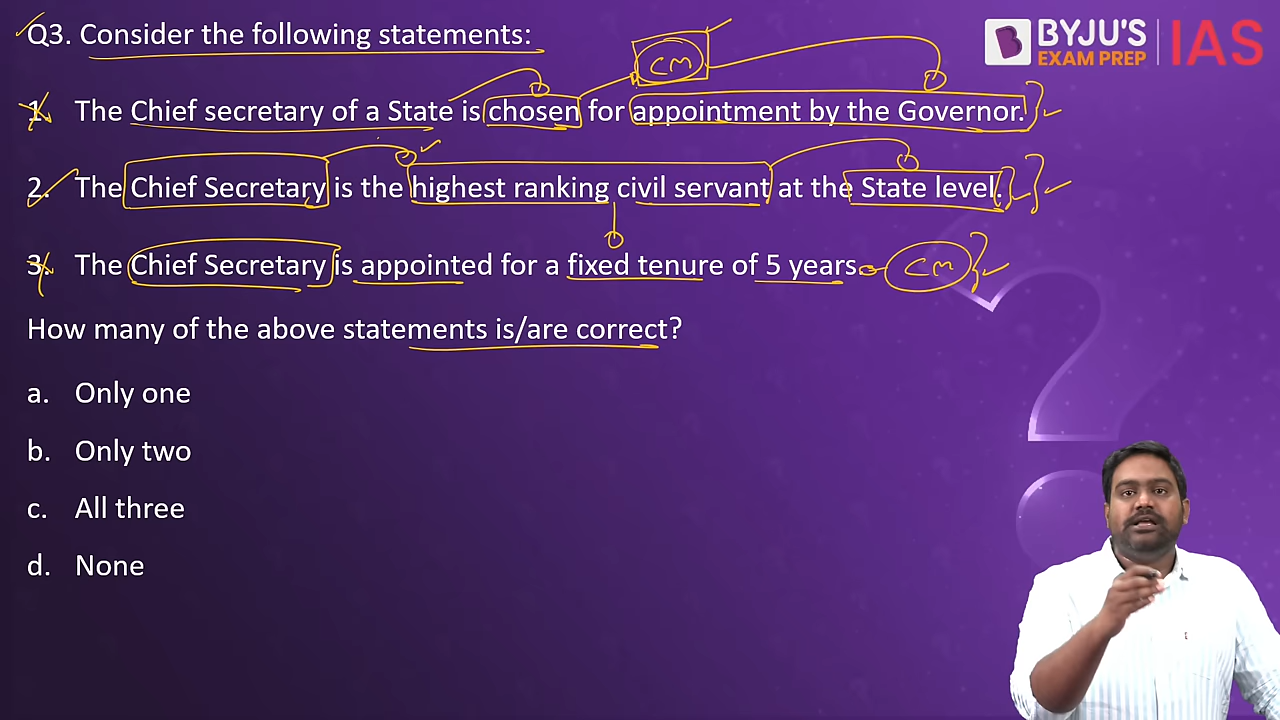 Q3. Consider the following statements:
BYJU'S
EXAM PREP
IAS
CM
1. The Chief secretary of a State is chosen for appointment by the Governor.
2. The Chief Secretary is the highest ranking civil servant at the State level.
3. The Chief Secretary is appointed for a fixed tenure of 5 years.
CM
How many of the above statements is/are correct?
a. Only one
b. Only two
c. All three
d. None